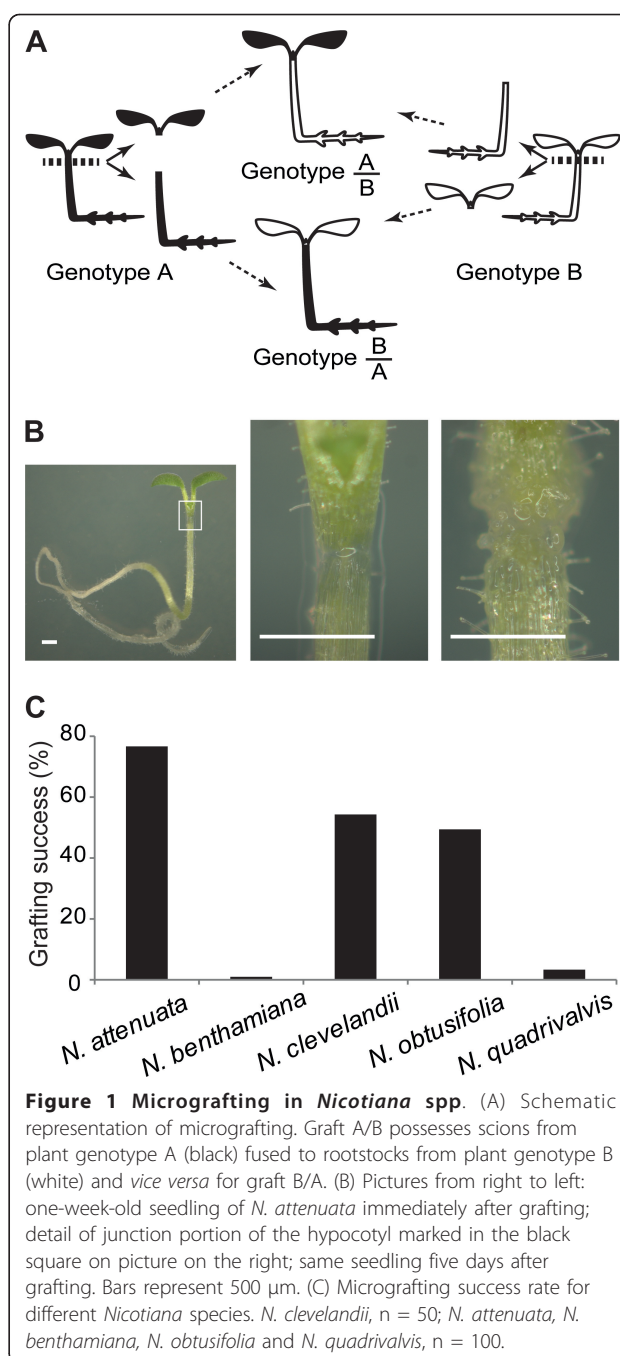 A
Genotype A
Genotype A
B
Genotype B
Genotype B
A
B
C
Grafting success (%)
80
60
40
20
0
N. attenuata
N. benthamiana
N. clevelandii
N. obtusifolia
N. quadrivalvis
Figure 1 Micrografting in Nicotiana spp. (A) Schematic
representation of micrografting. Graft A/B possesses scions from
plant genotype A (black) fused to rootstocks from plant genotype B
(white) and vice versa for graft B/A. (B) Pictures from right to left:
one-week-old seedling of N. attenuata immediately after grafting;
detail of junction portion of the hypocotyl marked in the black
square on picture on the right; same seedling five days after
grafting. Bars represent 500 μm. (C) Micrografting success rate for
different Nicotiana species. N. clevelandii, n = 50; N. attenuata, N.
benthamiana, N. obtusifolia and N. quadrivalvis, n = 100.